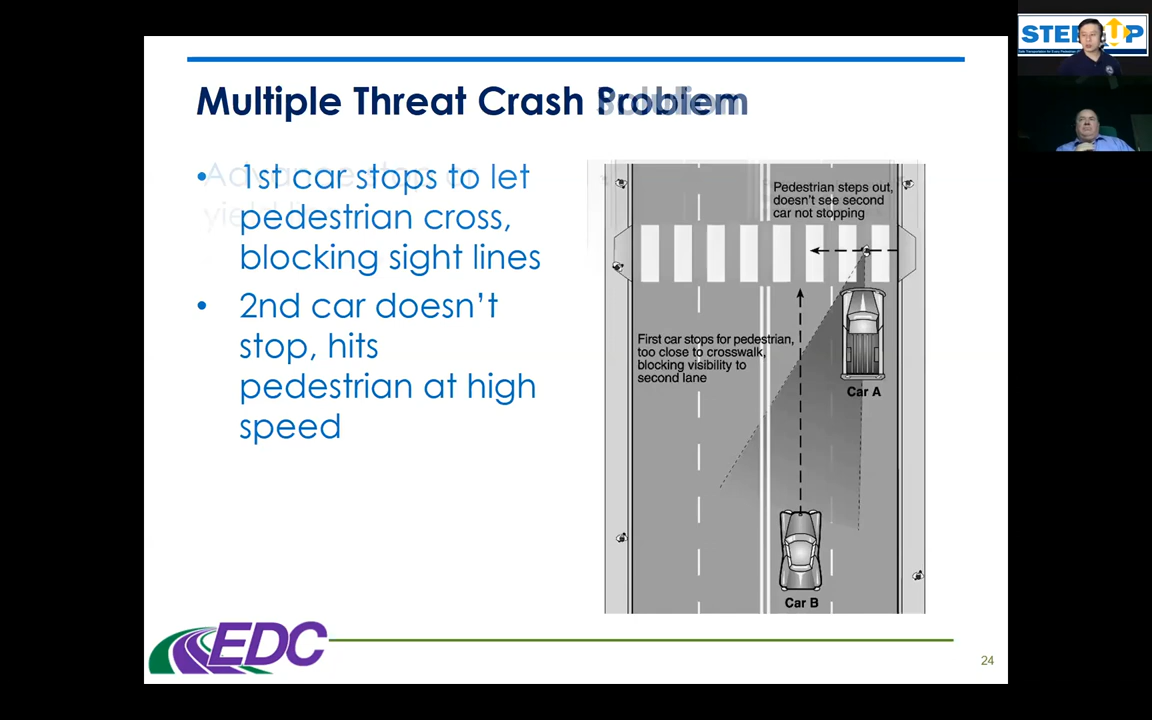 Multiple Threat Crash Problem
• 1st car stops to let
pedestrian cross,
blocking sight lines
• 2nd car doesn’t
stop, hits
pedestrian at high
speed
Pedestrian steps out,
doesn't see second
car not stopping
First car stops for pedestrian,
too close to crosswalk,
blocking visibility to
second lane
Car A
Car B
EDC
24